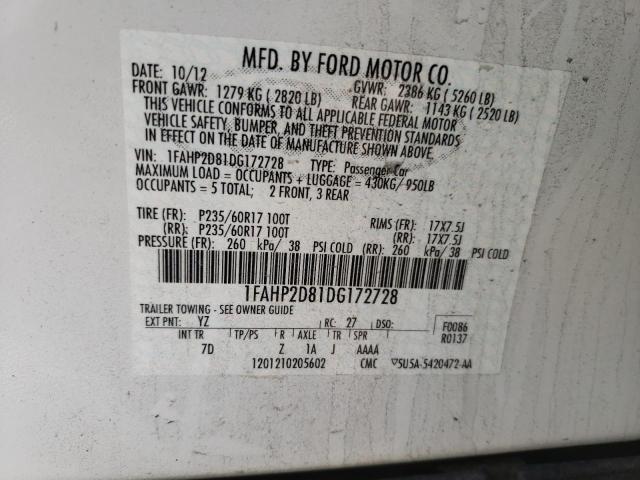 MFD. BY FORD MOTOR CO.
DATE: 10/12 GVWR: 2386 KG ( 5260 LB)
FRONT GAWR: 1279 KG ( 2820 LB) REAR GAWR: 1143 KG ( 2520 LB)
THIS VEHICLE CONFORMS TO ALL APPLICABLE FEDERAL MOTOR
VEHICLE SAFETY, BUMPER, AND THEFT PREVENTION STANDARDS
IN EFFECT ON THE DATE OF MANUFACTURE SHOWN ABOVE.
VIN: 1FAHP2D81DG172728 TYPE: Passenger Car
MAXIMUM LOAD = OCCUPANTS + LUGGAGE = 430KG/950LB
OCCUPANTS = 5 TOTAL; 2 FRONT, 3 REAR
TIRE (FR): P235/60R17 100T RIMS (FR): 17X7.5J
(RR): P235/60R17 100T (RR): 17X7.5J
PRESSURE (FR): 260 kPa/ 38 PSI COLD (RR): 260 kPa/ 38 PSI COLD
1FAHP2D81DG172728
TRAILER TOWING - SEE OWNER GUIDE
EXT PNT: YZ RC: 27 DSO: F0086
INT TR TP/PS R AXLE TR SPR R0137
7D Z 1A J AAAA
1201210205602 CMC 5U5A-5420472-AA